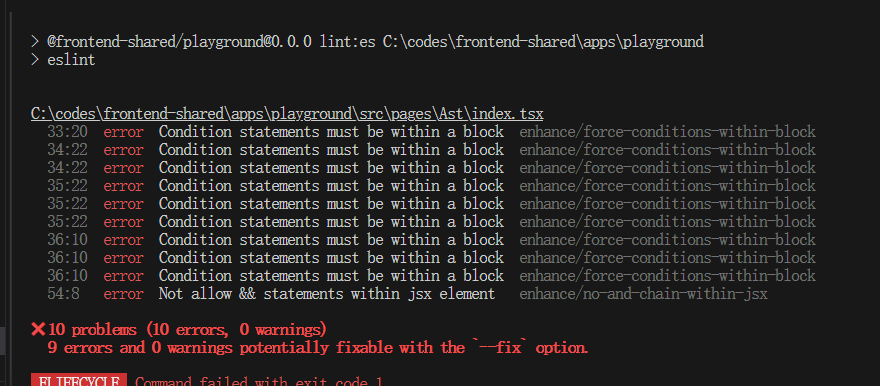 > @frontend-shared/playground@0.0.0 lint:es C:\codes\frontend-shared\apps\playground
> eslint
C:\codes\frontend-shared\apps\playground\src\pages\Ast\index.tsx
33:20 error Condition statements must be within a block enhance/force-conditions-within-block
34:22 error Condition statements must be within a block enhance/force-conditions-within-block
34:22 error Condition statements must be within a block enhance/force-conditions-within-block
35:22 error Condition statements must be within a block enhance/force-conditions-within-block
35:22 error Condition statements must be within a block enhance/force-conditions-within-block
35:22 error Condition statements must be within a block enhance/force-conditions-within-block
36:10 error Condition statements must be within a block enhance/force-conditions-within-block
36:10 error Condition statements must be within a block enhance/force-conditions-within-block
36:10 error Condition statements must be within a block enhance/force-conditions-within-block
54:8 error Not allow && statements within jsx element enhance/no-and-chain-within-jsx
❌ 10 problems (10 errors, 0 warnings)
9 errors and 0 warnings potentially fixable with the `--fix` option.
ELIFECYCLE Command failed with exit code 1